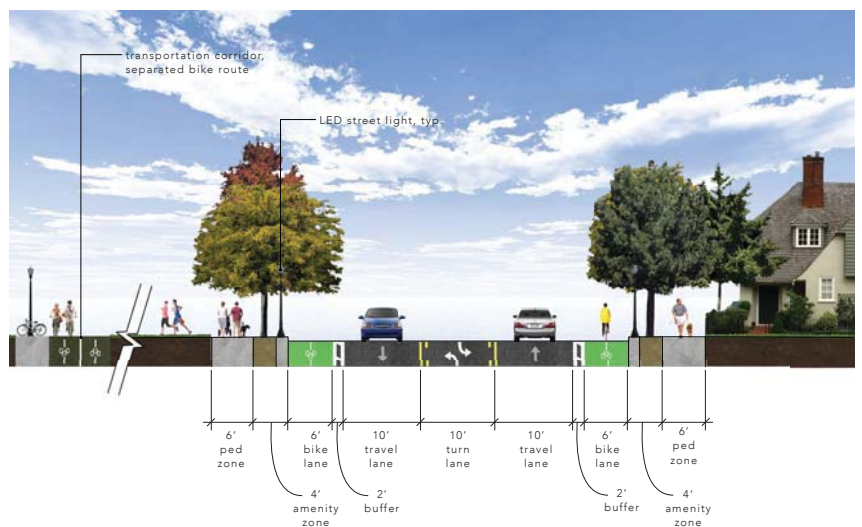 transportation corridor,
separated bike route
LED street light, typ.
6’
ped
zone
4’
amenity
zone
6’
bike
lane
2’
buffer
10’
travel
lane
10’
turn
lane
10’
travel
lane
2’
buffer
6’
bike
lane
4’
amenity
zone
6’
ped
zone